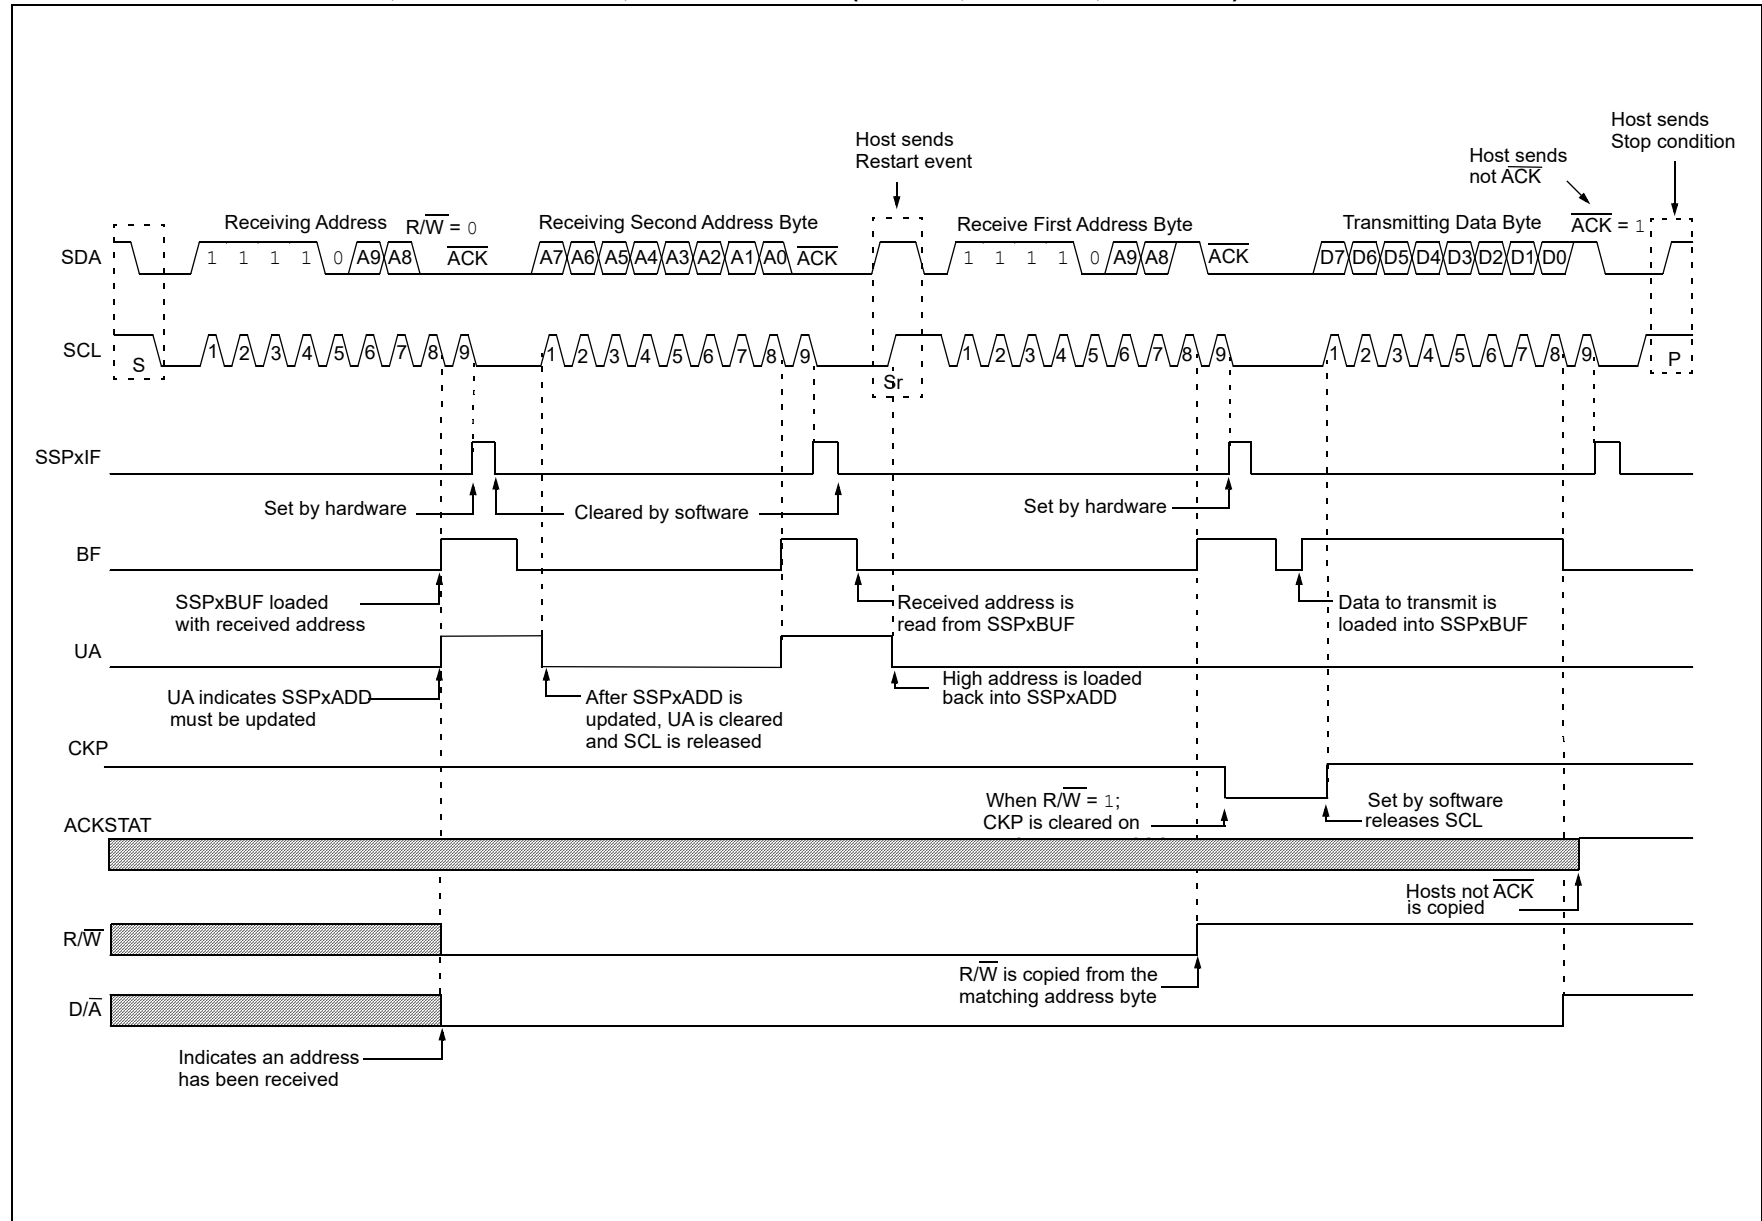 Host sends
Restart event
Host sends
not A̅C̅K̅
Host sends
Stop condition
Receiving Address R/W̅ = 0
Receiving Second Address Byte
Receive First Address Byte
Transmitting Data Byte
A̅C̅K̅ = 1
SDA 1 1 1 1 0 A9 A8 A̅C̅K̅ A7 A6 A5 A4 A3 A2 A1 A0 A̅C̅K̅ 1 1 1 1 0 A9 A8 A̅C̅K̅ D7 D6 D5 D4 D3 D2 D1 D0
SCL S 1 2 3 4 5 6 7 8 9 1 2 3 4 5 6 7 8 9 Sr 1 2 3 4 5 6 7 8 9 1 2 3 4 5 6 7 8 9 P
SSPxIF
Set by hardware
Cleared by software
Set by hardware
BF
SSPxBUF loaded
with received address
Received address is
read from SSPxBUF
Data to transmit is
loaded into SSPxBUF
UA
UA indicates SSPxADD
must be updated
After SSPxADD is
updated, UA is cleared
and SCL is released
High address is loaded
back into SSPxADD
CKP
When R/W̅ = 1;
CKP is cleared on
Set by software
releases SCL
ACKSTAT
Hosts not A̅C̅K̅
is copied
R/W̅
R/W̅ is copied from the
matching address byte
D/A̅
Indicates an address
has been received